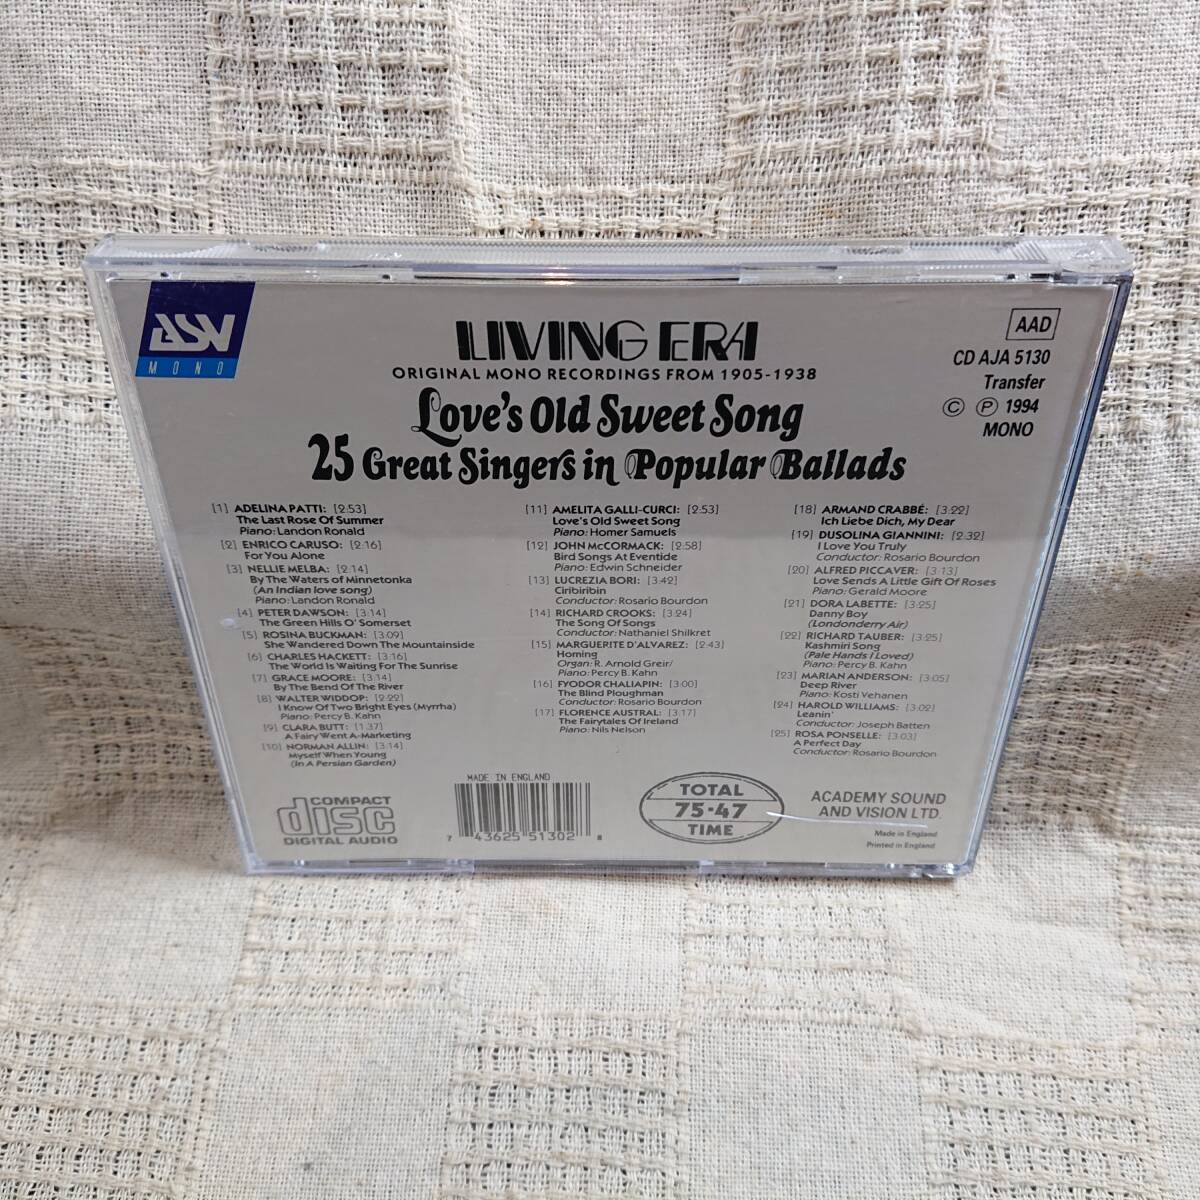 ASV
MONO
LIVING ERA
ORIGINAL MONO RECORDINGS FROM 1905-1938
Love's Old Sweet Song
25 Great Singers in Popular Ballads
AAD
CD AJA 5130
Transfer
© ℗ 1994
MONO
[1] ADELINA PATTI: [2:53]
The Last Rose Of Summer
Piano: Landon Ronald
[2] ENRICO CARUSO: [2:16]
For You Alone
[3] NELLIE MELBA: [2:14]
By The Waters of Minnetonka
(An Indian love song)
Piano: Landon Ronald
[4] PETER DAWSON: [3:14]
The Green Hills O' Somerset
[5] ROSINA BUCKMAN: [3:09]
She Wandered Down The Mountainside
[6] CHARLES HACKETT: [3:16]
The World Is Waiting For The Sunrise
[7] GRACE MOORE: [3:14]
By The Bend Of The River
[8] WALTER WIDDOP: [2:22]
I Know Of Two Bright Eyes (Myrrha)
Piano: Percy B. Kahn
[9] CLARA BUTT: [1:37]
A Fairy Went A-Marketing
[10] NORMAN ALLIN: [3:14]
Myself When Young
(In A Persian Garden)
[11] AMELITA GALLI-CURCI: [2:53]
Love's Old Sweet Song
Piano: Homer Samuels
[12] JOHN McCORMACK: [2:58]
Bird Songs At Eventide
Piano: Edwin Schneider
[13] LUCREZIA BORI: [3:42]
Ciribiribin
Conductor: Rosario Bourdon
[14] RICHARD CROOKS: [3:24]
The Song Of Songs
Conductor: Nathaniel Shilkret
[15] MARGUERITE D'ALVAREZ: [2:43]
Homing
Organ: R. Arnold Greir/
Piano: Percy B. Kahn
[16] FYODOR CHALIAPIN: [3:00]
The Blind Ploughman
Conductor: Rosario Bourdon
[17] FLORENCE AUSTRAL: [3:17]
The Fairytales Of Ireland
Piano: Nils Nelson
[18] ARMAND CRABBÉ: [3:22]
Ich Liebe Dich, My Dear
[19] DUSOLINA GIANNINI: [2:32]
I Love You Truly
Conductor: Rosario Bourdon
[20] ALFRED PICCAVER: [3:13]
Love Sends A Little Gift Of Roses
Piano: Gerald Moore
[21] DORA LABETTE: [3:25]
Danny Boy
(Londonderry Air)
[22] RICHARD TAUBER: [3:25]
Kashmiri Song
(Pale Hands I Loved)
Piano: Percy B. Kahn
[23] MARIAN ANDERSON: [3:05]
Deep River
Piano: Kosti Vehanen
[24] HAROLD WILLIAMS: [3:02]
Leanin'
Conductor: Joseph Batten
[25] ROSA PONSELLE: [3:03]
A Perfect Day
Conductor: Rosario Bourdon
COMPACT
disc
DIGITAL AUDIO
MADE IN ENGLAND
7 43625 51302 8
TOTAL
75·47
TIME
ACADEMY SOUND
AND VISION LTD.
Made in England
Printed in England